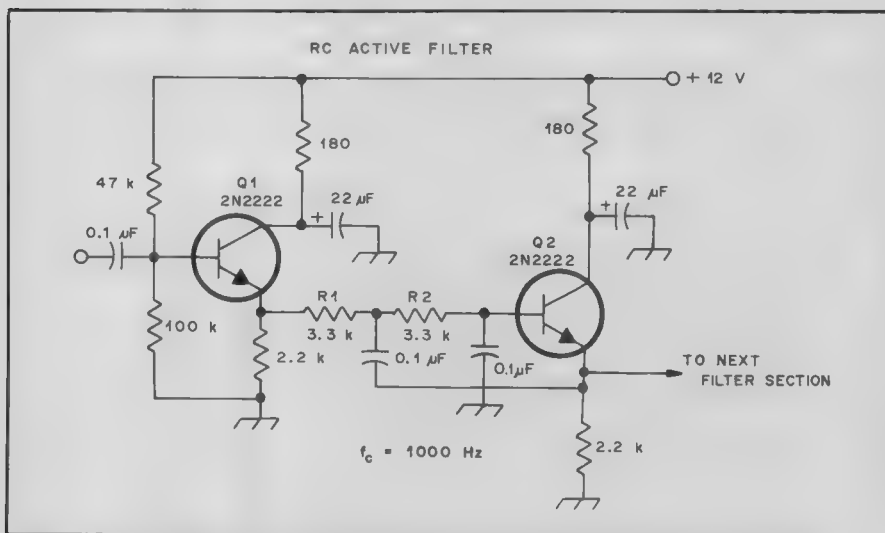 RC ACTIVE FILTER
+ 12 V
180
180
47 k
Q1
2N2222
22 µF
+
22 µF
+
0.1 µF
Q2
2N2222
R1
R2
3.3 k
3.3 k
100 k
2.2 k
0.1 µF
0.1µF
TO NEXT
FILTER SECTION
2.2 k
fc = 1000 Hz